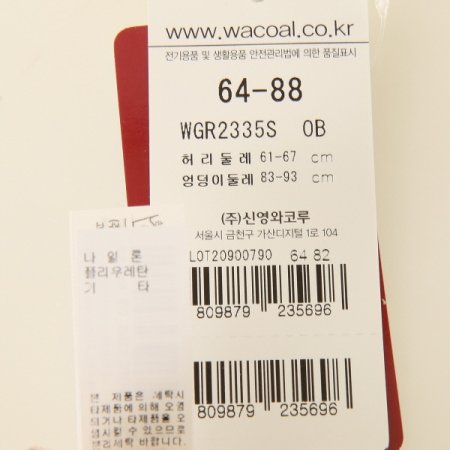 www.wacoal.co.kr
전기용품 및 생활용품 안전관리법에 의한 품질표시
64-88
WGR2335S OB
허리둘레 61-67 cm
엉덩이둘레 83-93 cm
(주)신영와코루
서울시 금천구 가산디지털 1로 104
LOT20900790 64 82
809879 235696
809879 235696
나일론
폴리우레탄
기타
본 제품은 세탁시
타제품에 의해 오염
되거나 타제품을 오
염시킬 수 있으므로
분리세탁 바랍니다.